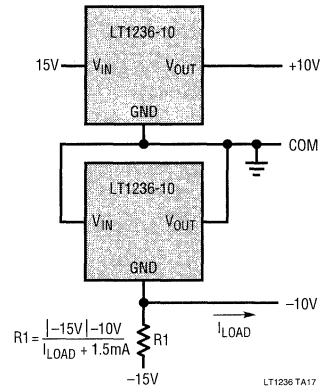 LT1236-10
15V
VIN
VOUT
+10V
GND
COM
LT1236-10
VIN
VOUT
GND
–10V
ILOAD
R1 = |–15V| –10V / ILOAD + 1.5mA
R1
–15V
LT1236 TA17